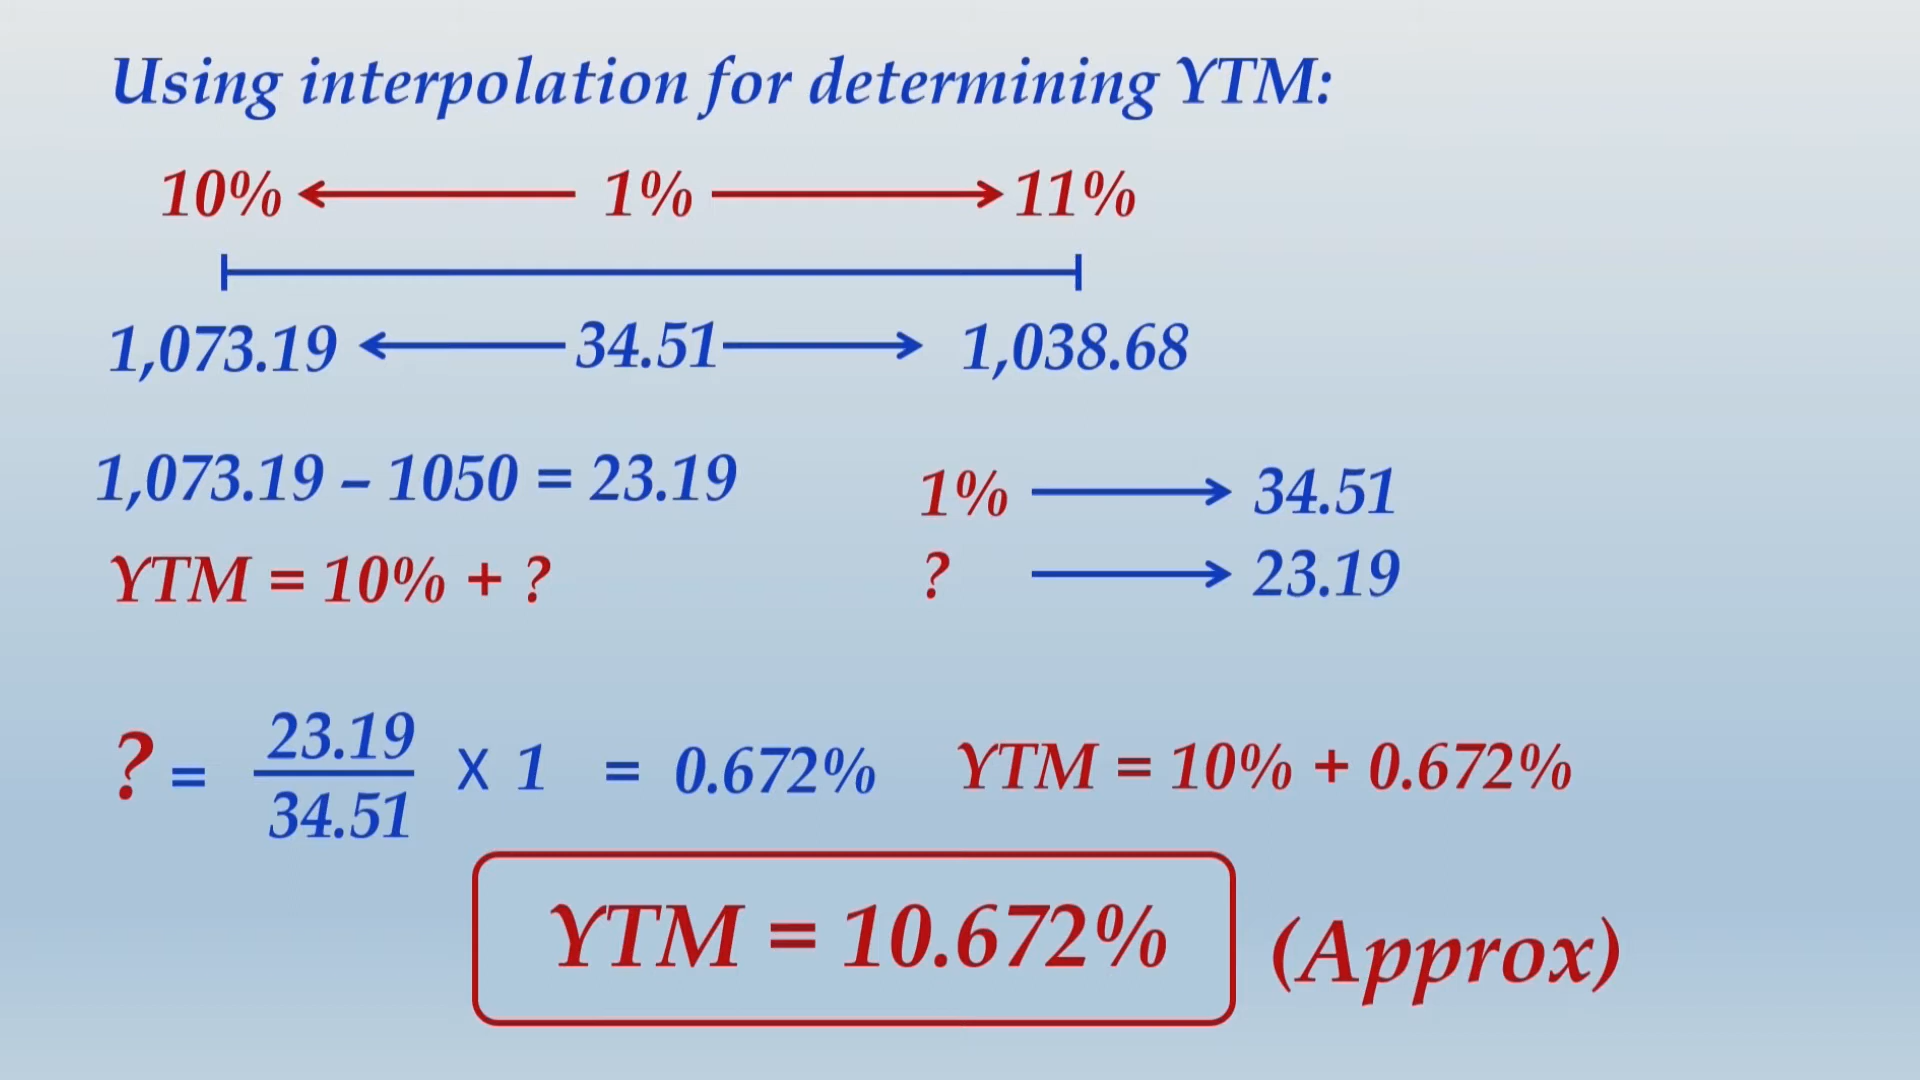 Using interpolation for determining YTM:
10% 1% 11%
1,073.19 34.51 1,038.68
1,073.19 – 1050 = 23.19
YTM = 10% + ?
1% 34.51
? 23.19
? = 23.19 / 34.51 X 1 = 0.672%
YTM = 10% + 0.672%
YTM = 10.672% (Approx)